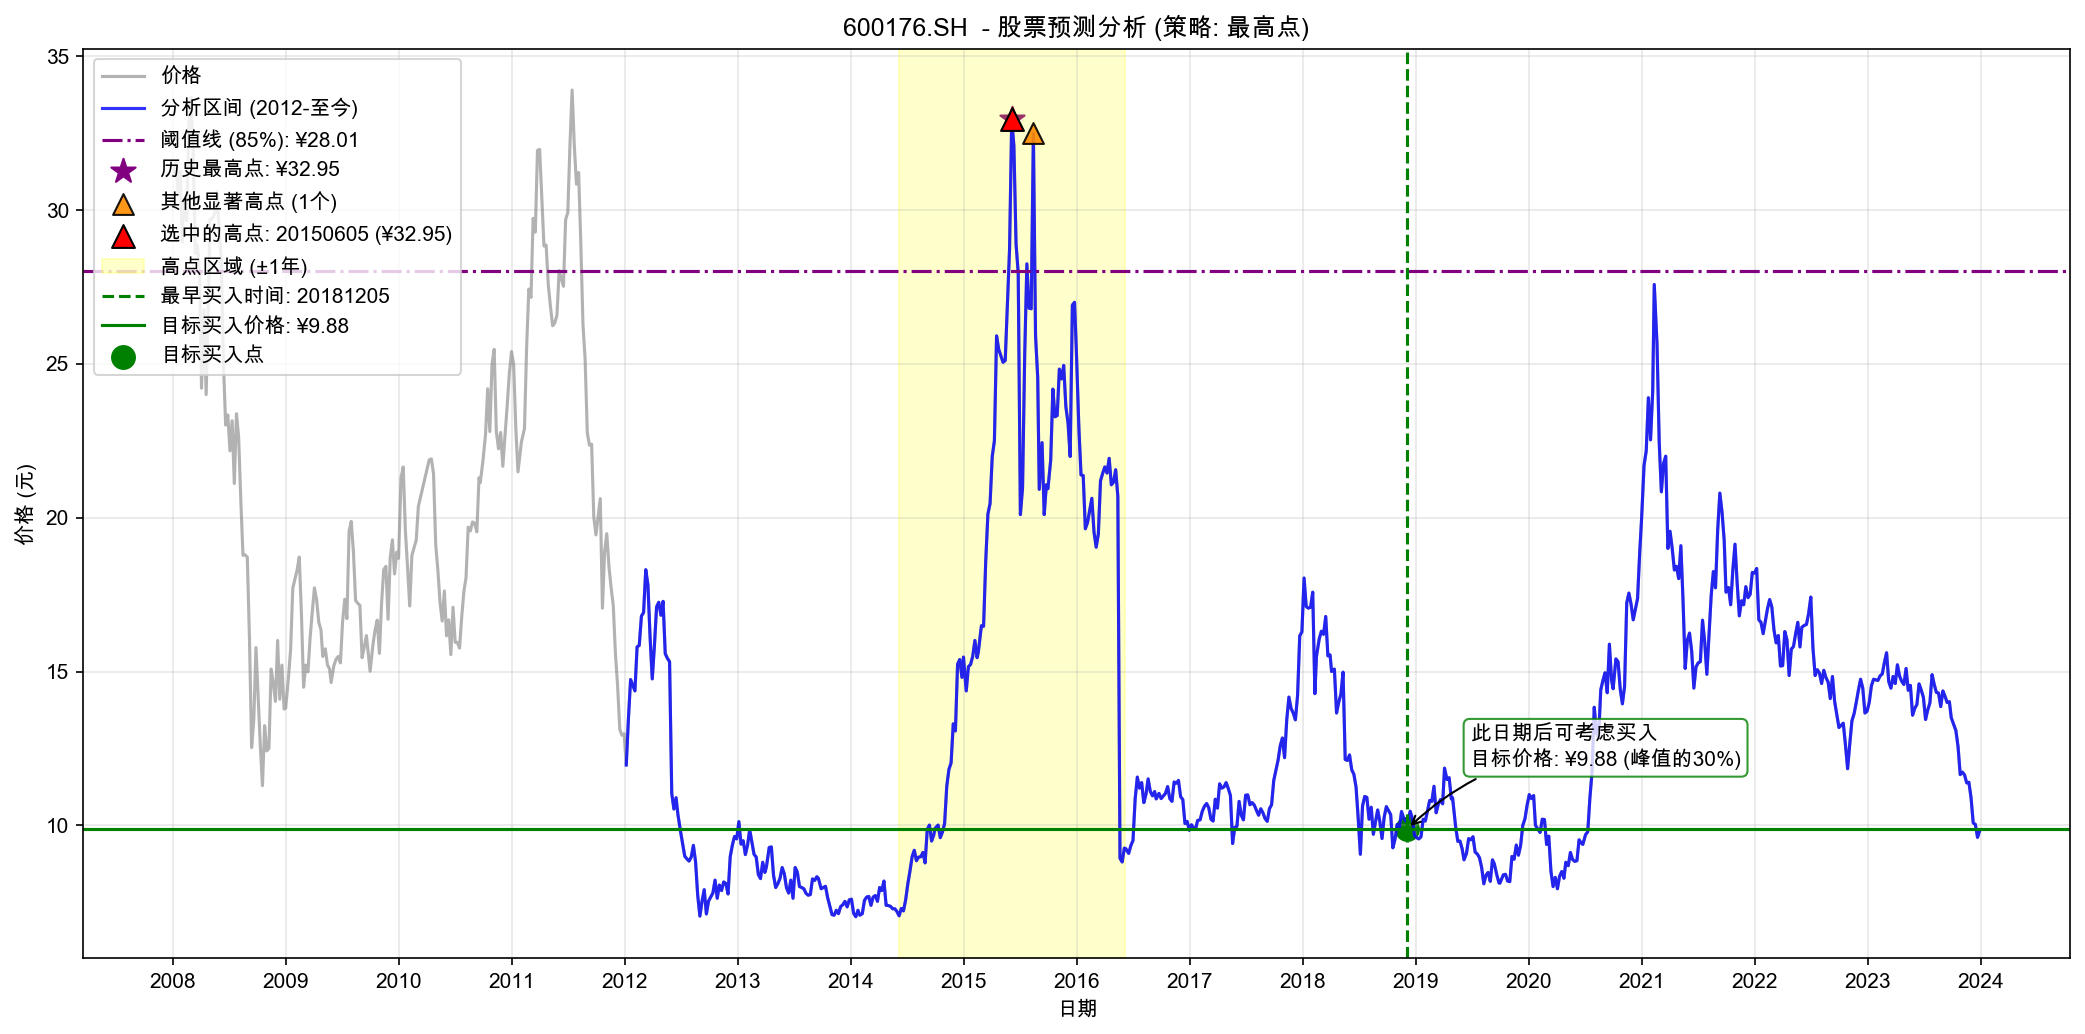 600176.SH  - 股票预测分析 (策略: 最高点)
价格
分析区间 (2012-至今)
阈值线 (85%): ¥28.01
历史最高点: ¥32.95
其他显著高点 (1个)
选中的高点: 20150605 (¥32.95)
高点区域 (±1年)
最早买入时间: 20181205
目标买入价格: ¥9.88
目标买入点
35
30
25
20
15
10
价格 (元)
此日期后可考虑买入
目标价格: ¥9.88 (峰值的30%)
2008 2009 2010 2011 2012 2013 2014 2015 2016 2017 2018 2019 2020 2021 2022 2023 2024
日期